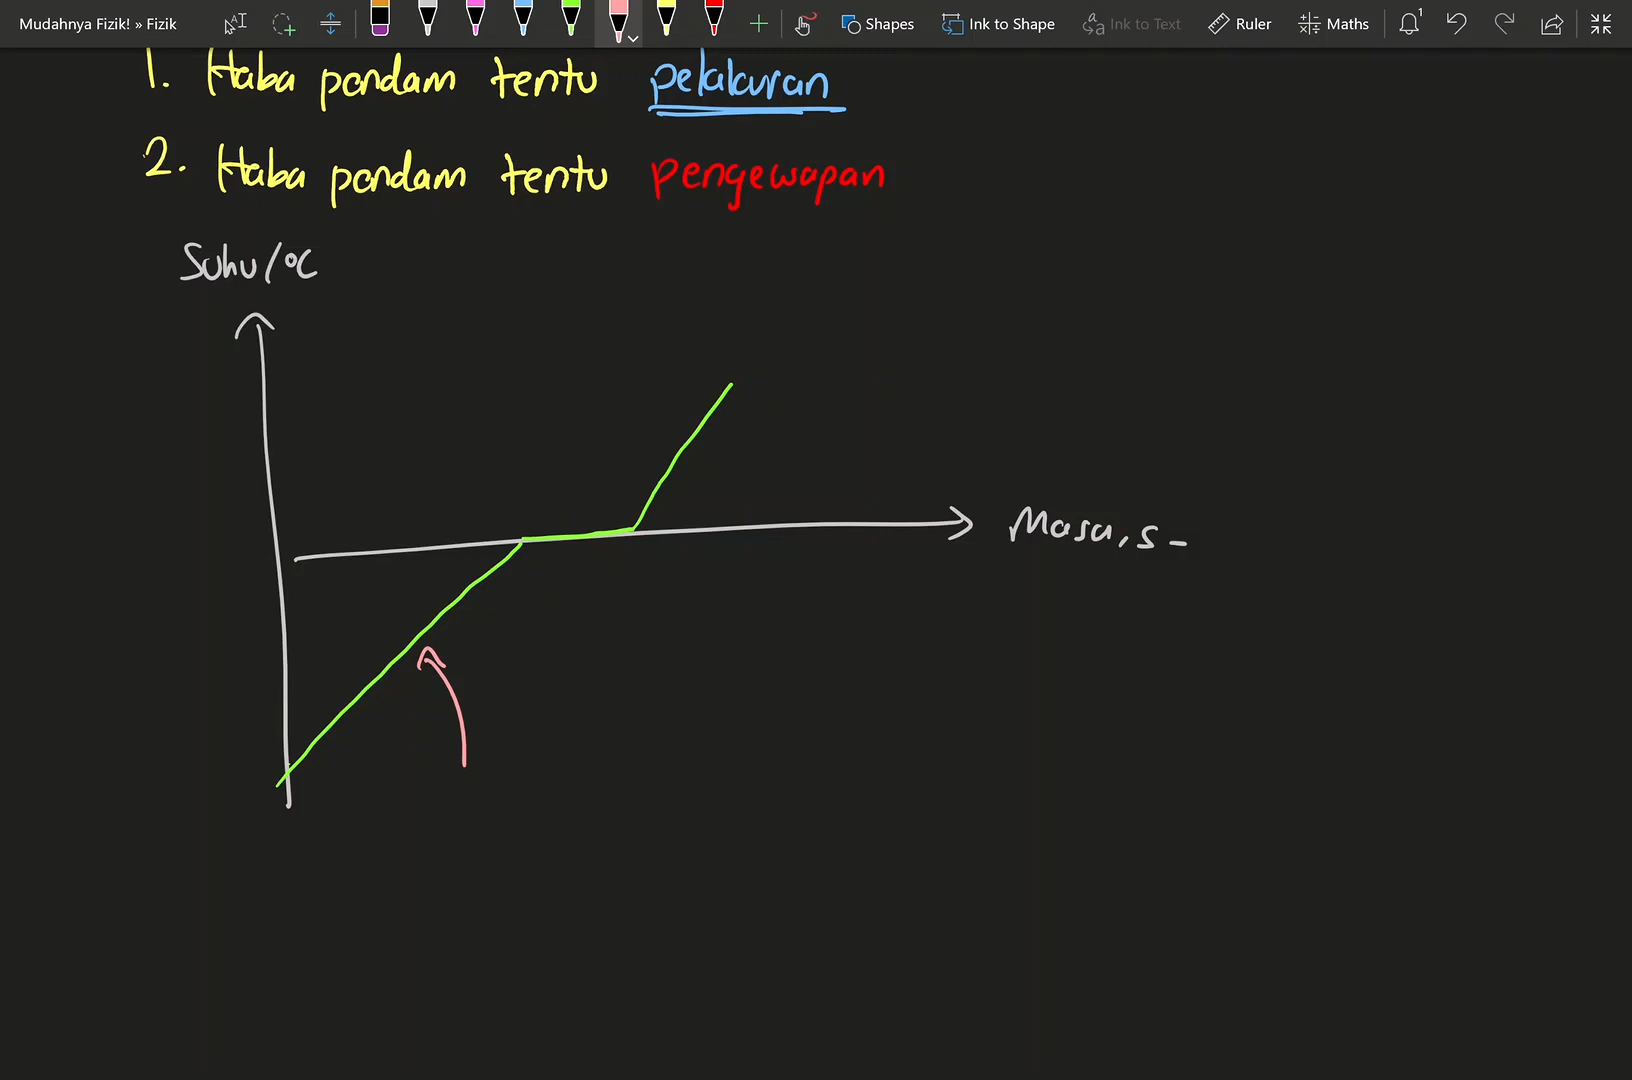 Mudahnya Fizik! » Fizik
Shapes
Ink to Shape
Ink to Text
Ruler
Maths
1
1. Haba pendam tentu pelakuran
2. Haba pendam tentu pengewapan
Suhu/°C
Masa, s -